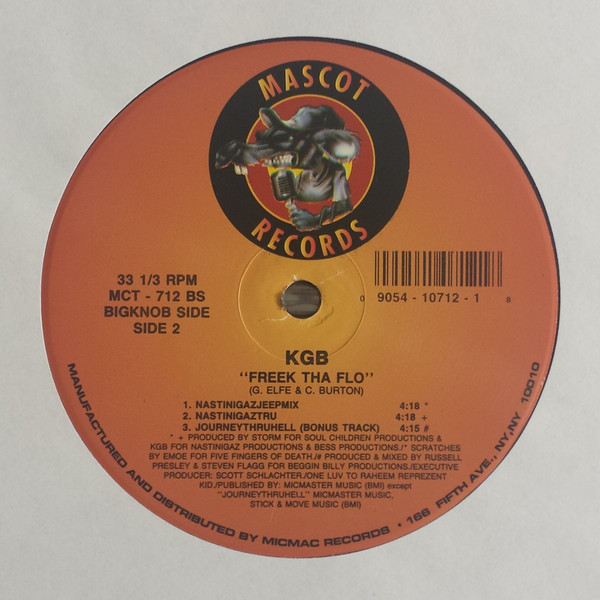 MASCOT
RECORDS
33 1/3 RPM
MCT - 712 BS
BIGKNOB SIDE
SIDE 2
0 9054 - 10712 - 1 8
KGB
"FREEK THA FLO"
(G. ELFE & C. BURTON)
1. NASTINIGAZJEEPMIX 4:18 *
2. NASTINIGAZTRU 4:18 +
3. JOURNEYTHRUHELL (BONUS TRACK) 4:15 #
* + PRODUCED BY STORM FOR SOUL CHILDREN PRODUCTIONS &
KGB FOR NASTINIGAZ PRODUCTIONS & BESS PRODUCTIONS./* SCRATCHES
BY EMOE FOR FIVE FINGERS OF DEATH./# PRODUCED & MIXED BY RUSSELL
PRESLEY & STEVEN FLAGG FOR BEGGIN BILLY PRODUCTIONS./EXECUTIVE
PRODUCER: SCOTT SCHLACHTER./ONE LUV TO RAHEEM REPREZENT
KID./PUBLISHED BY: MICMASTER MUSIC (BMI) except
"JOURNEYTHRUHELL" MICMASTER MUSIC,
STICK & MOVE MUSIC (BMI)
MANUFACTURED AND DISTRIBUTED BY MICMAC RECORDS • 168 FIFTH AVE., NY,NY 10010